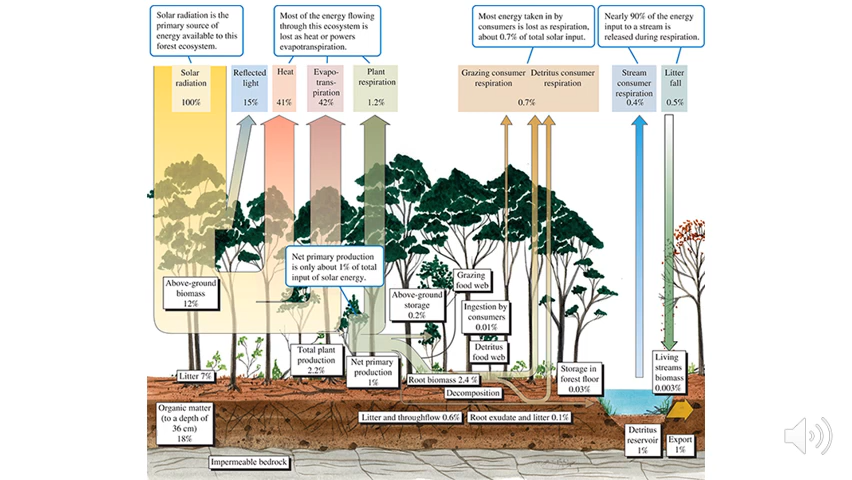 Solar radiation is the
primary source of
energy available to this
forest ecosystem.
Most of the energy flowing
through this ecosystem is
lost as heat or powers
evapotranspiration.
Most energy taken in by
consumers is lost as respiration,
about 0.7% of total solar input.
Nearly 90% of the energy
input to a stream is
released during respiration.
Solar
radiation
100%
Reflected
light
15%
Heat
41%
Evapo-
trans-
piration
42%
Plant
respiration
1.2%
Grazing consumer
respiration
Detritus consumer
respiration
0.7%
Stream
consumer
respiration
0.4%
Litter
fall
0.5%
Net primary production
is only about 1% of total
input of solar energy.
Above-ground
biomass
12%
Above-ground
storage
0.2%
Grazing
food web
Ingestion by
consumers
0.01%
Detritus
food web
Total plant
production
2.2%
Net primary
production
1%
Root biomass 2.4 %
Decomposition
Storage in
forest floor
0.03%
Living
streams
biomass
0.003%
Litter 7%
Organic matter
(to a depth of
36 cm)
18%
Litter and throughflow 0.6%
Root exudate and litter 0.1%
Detritus
reservoir
1%
Export
1%
Impermeable bedrock